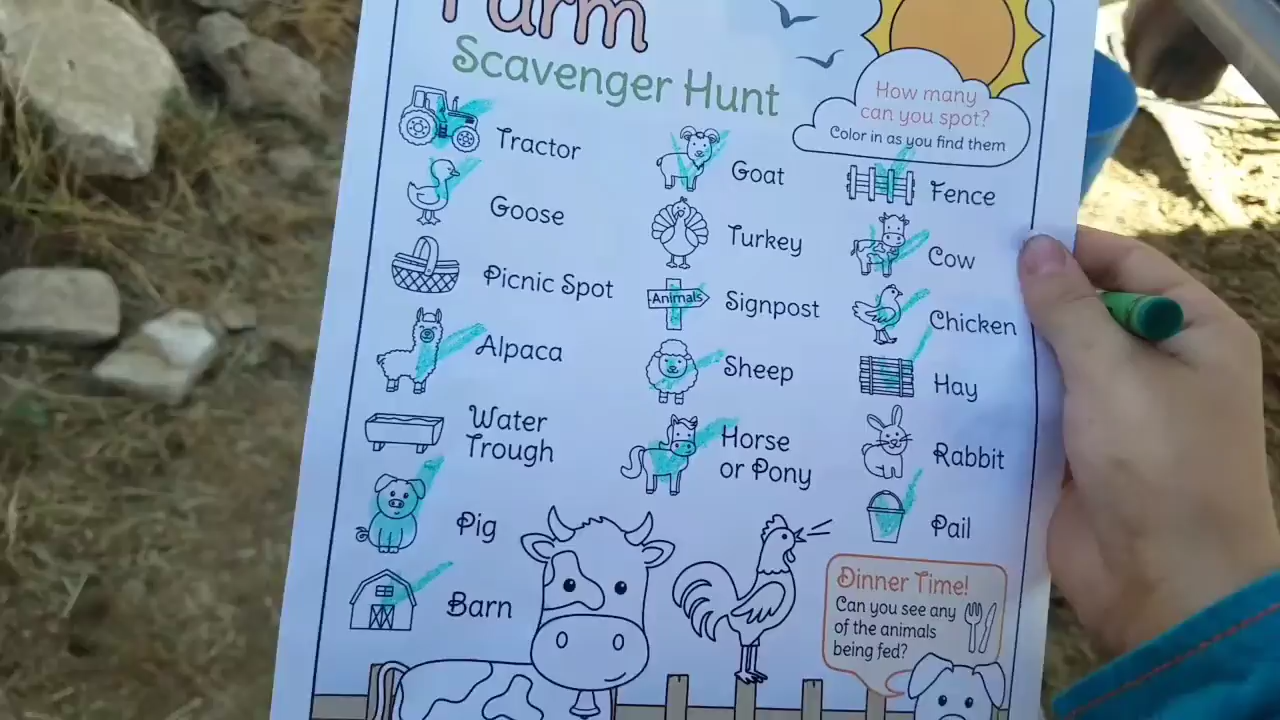 Farm
Scavenger Hunt
How many
can you spot?
Color in as you find them
Tractor
Goose
Picnic Spot
Alpaca
Water
Trough
Pig
Barn
Goat
Turkey
Animals
Signpost
Sheep
Horse
or Pony
Fence
Cow
Chicken
Hay
Rabbit
Pail
Dinner Time!
Can you see any
of the animals
being fed?